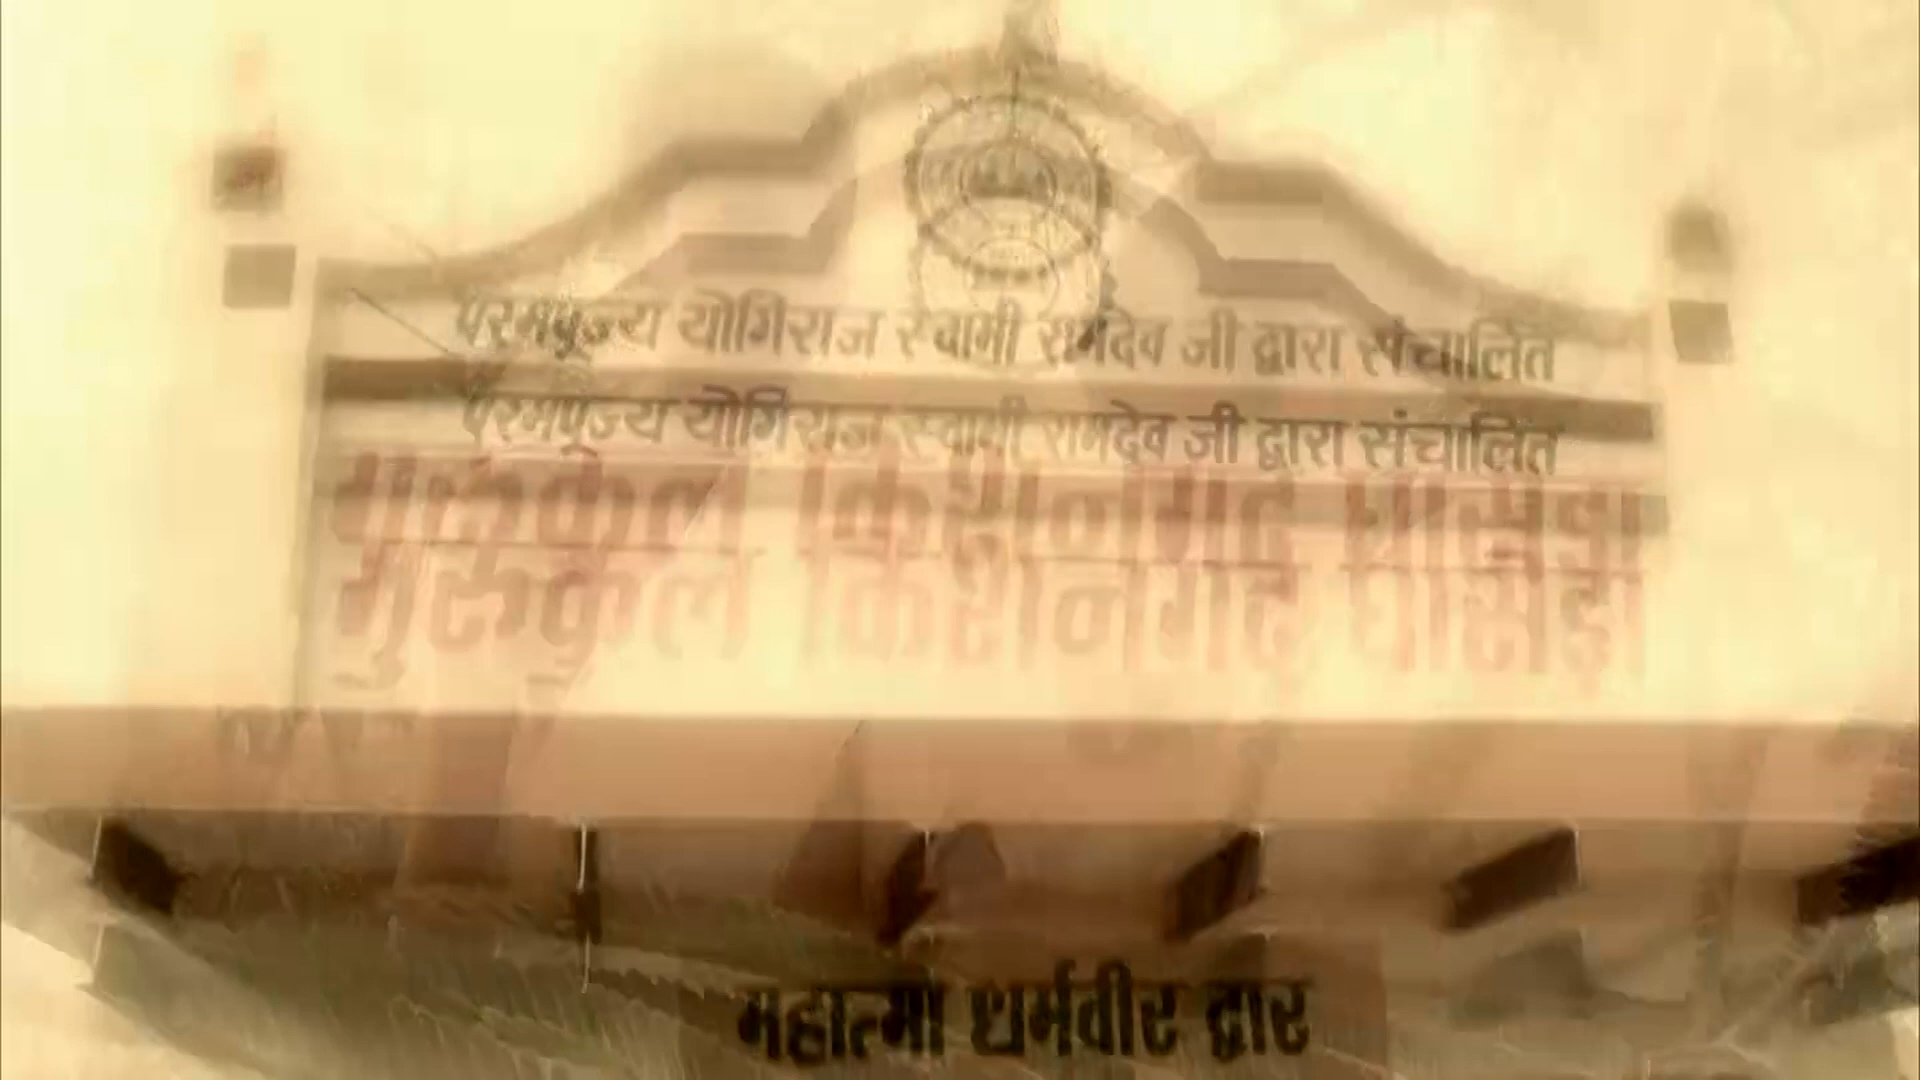 परमपूज्य योगिराज स्वामी रामदेव जी द्वारा संचालित
परमपूज्य योगिराज स्वामी रामदेव जी द्वारा संचालित
गुरुकुल किशनगढ़ घासेड़ा
गुरुकुल किशनगढ़ घासेड़ा
महात्मा धर्मवीर द्वार